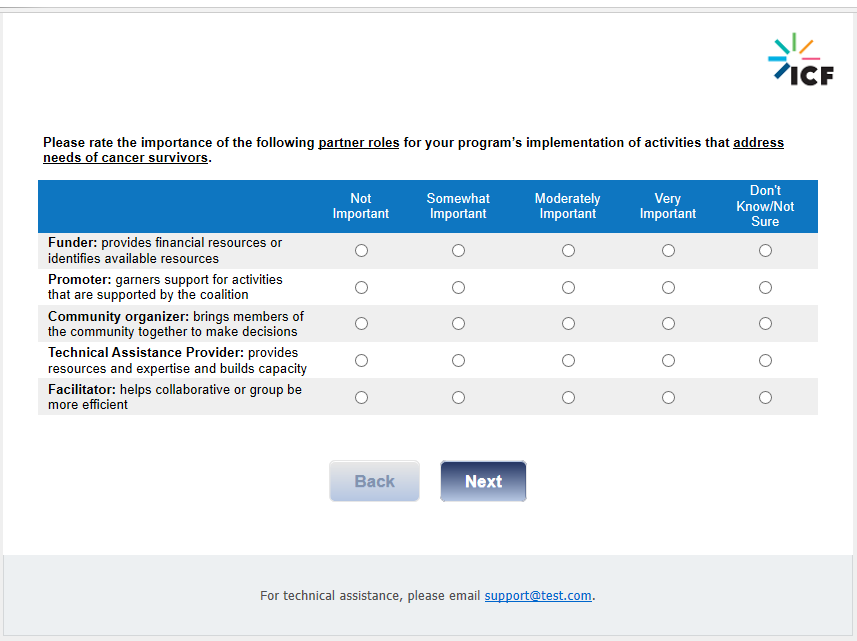 ICF
Please rate the importance of the following partner roles for your program's implementation of activities that address
needs of cancer survivors.
Not
Important
Somewhat
Important
Moderately
Important
Very
Important
Don't
Know/Not
Sure
Funder: provides financial resources or
identifies available resources
Promoter: garners support for activities
that are supported by the coalition
Community organizer: brings members of
the community together to make decisions
Technical Assistance Provider: provides
resources and expertise and builds capacity
Facilitator: helps collaborative or group be
more efficient
Back
Next
For technical assistance, please email support@test.com.